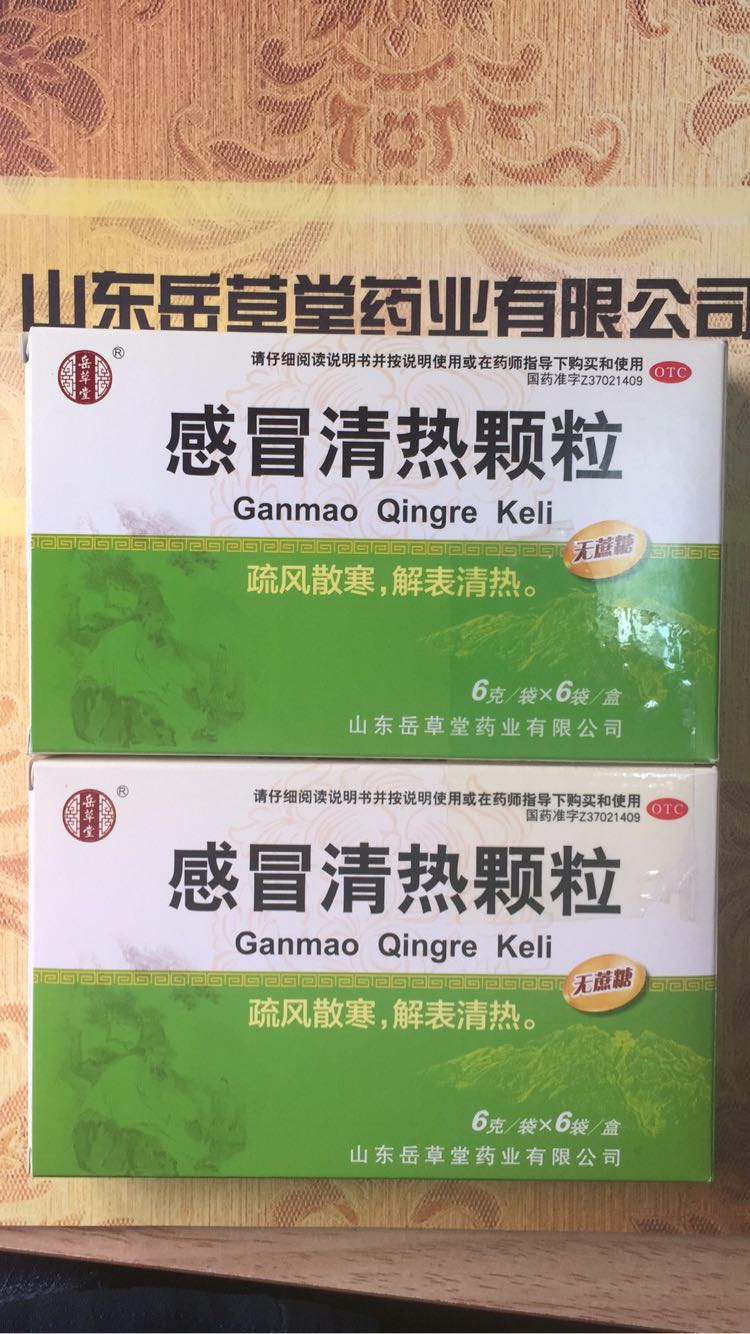 山东岳草堂药业有限公司
岳草堂
®
请仔细阅读说明书并按说明使用或在药师指导下购买和使用
国药准字Z37021409
OTC
感冒清热颗粒
Ganmao Qingre Keli
无蔗糖
疏风散寒,解表清热。
6克/袋×6袋/盒
山东岳草堂药业有限公司
岳草堂
®
请仔细阅读说明书并按说明使用或在药师指导下购买和使用
国药准字Z37021409
OTC
感冒清热颗粒
Ganmao Qingre Keli
无蔗糖
疏风散寒,解表清热。
6克/袋×6袋/盒
山东岳草堂药业有限公司